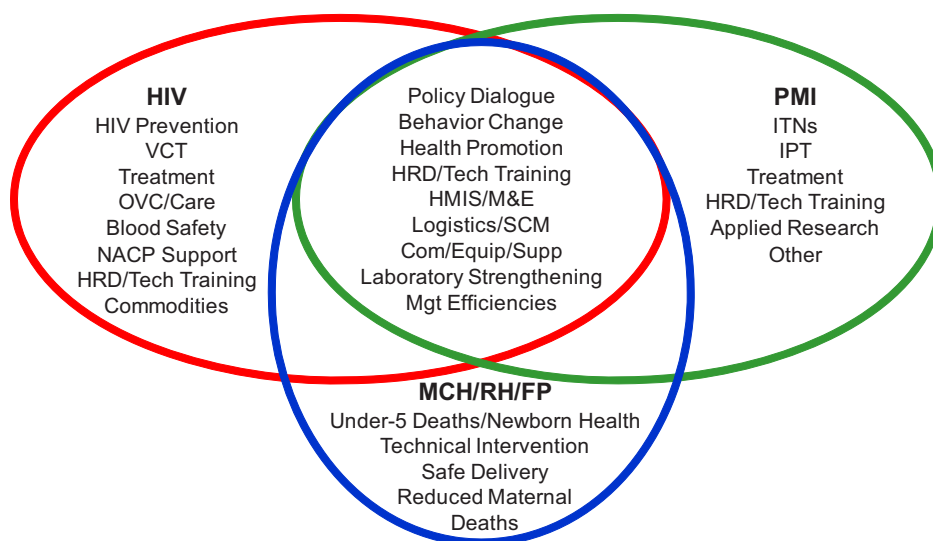 HIV
HIV Prevention
VCT
Treatment
OVC/Care
Blood Safety
NACP Support
HRD/Tech Training
Commodities
Policy Dialogue
Behavior Change
Health Promotion
HRD/Tech Training
HMIS/M&E
Logistics/SCM
Com/Equip/Supp
Laboratory Strengthening
Mgt Efficiencies
PMI
ITNs
IPT
Treatment
HRD/Tech Training
Applied Research
Other
MCH/RH/FP
Under-5 Deaths/Newborn Health
Technical Intervention
Safe Delivery
Reduced Maternal
Deaths